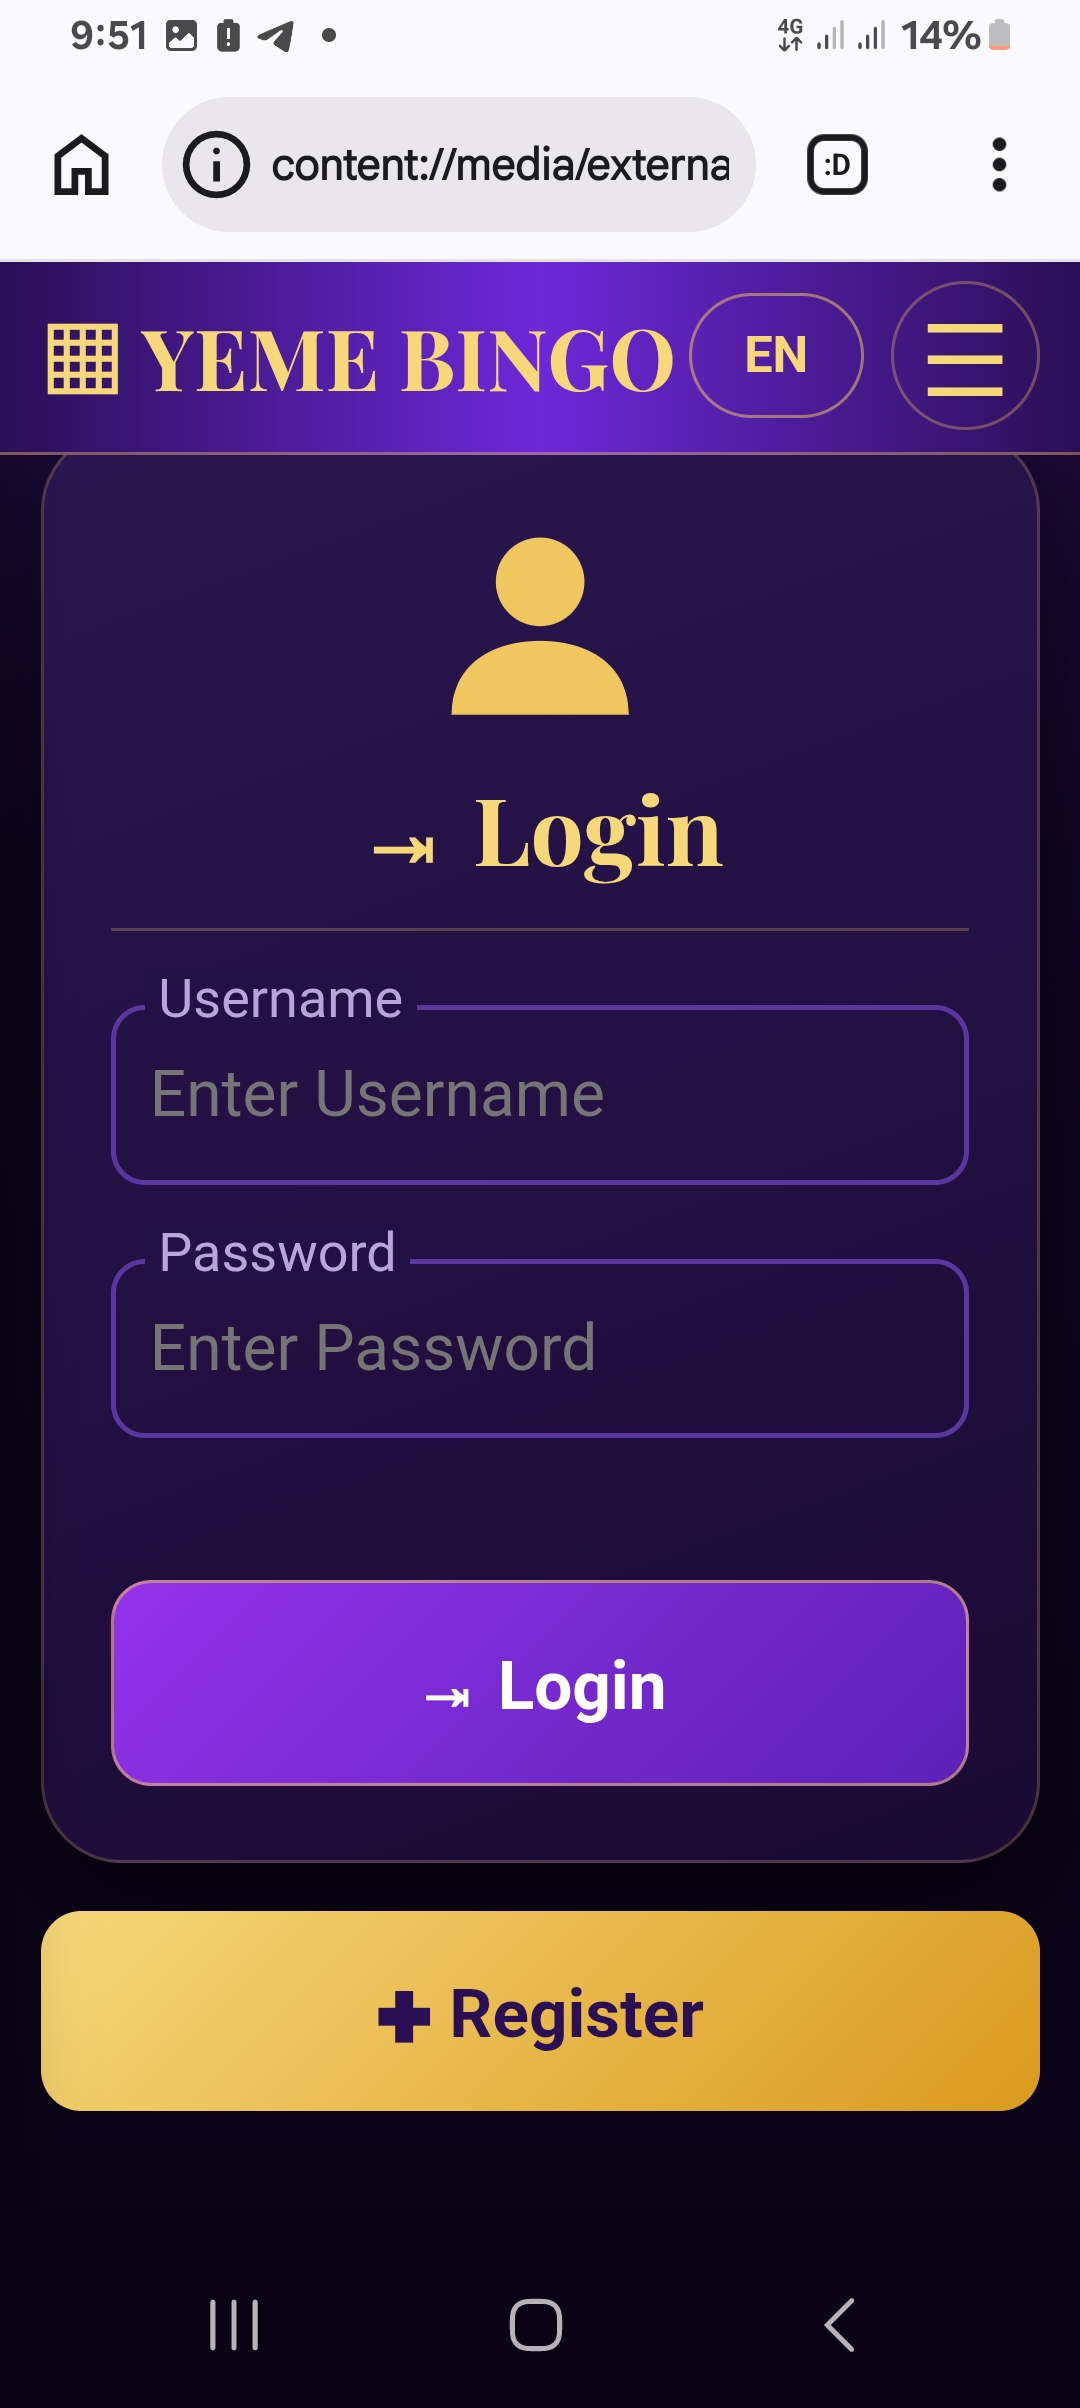 9:51
4G
14%
content://media/externa
:D
YEME BINGO
EN
Login
Username
Enter Username
Password
Enter Password
Login
Register